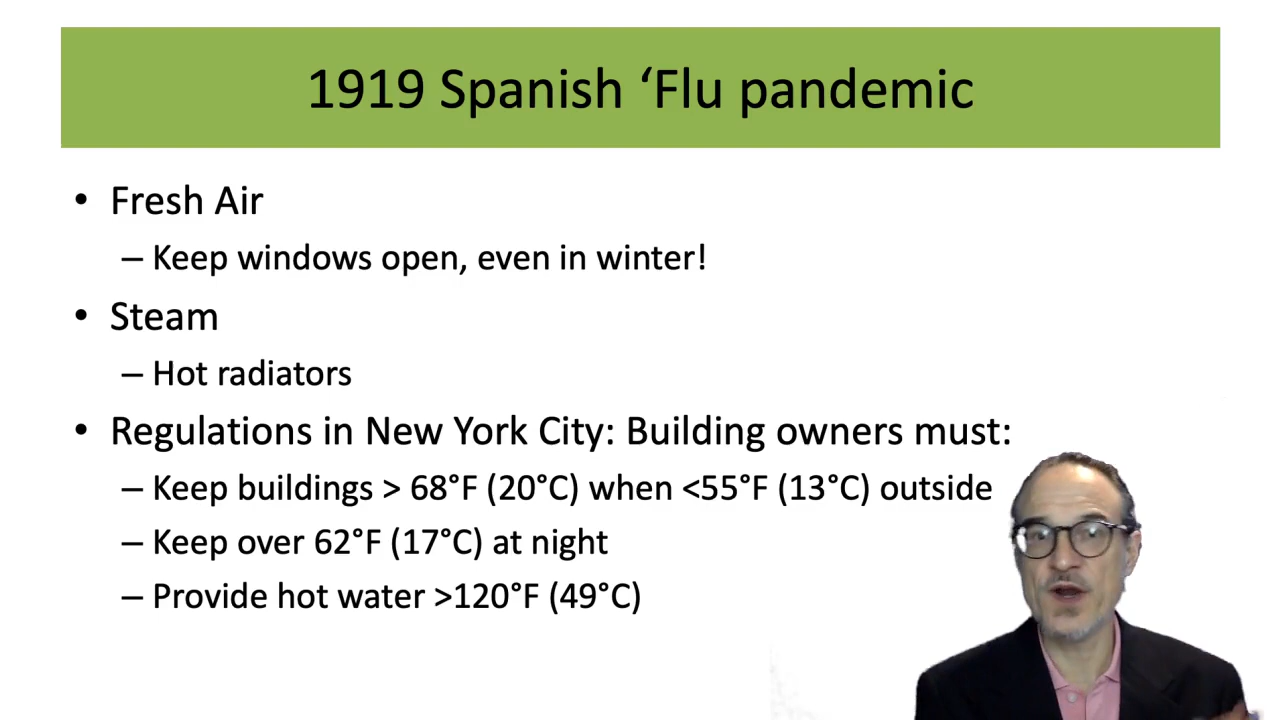 1919 Spanish ‘Flu pandemic
• Fresh Air
– Keep windows open, even in winter!
• Steam
– Hot radiators
• Regulations in New York City: Building owners must:
– Keep buildings > 68°F (20°C) when <55°F (13°C) outside
– Keep over 62°F (17°C) at night
– Provide hot water >120°F (49°C)